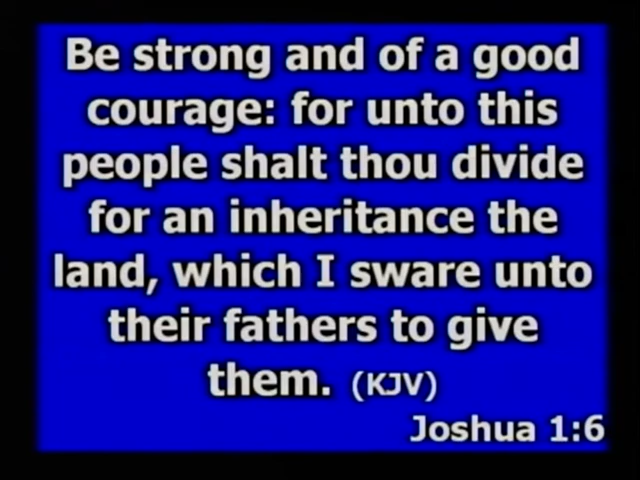 Be strong and of a good
courage: for unto this
people shalt thou divide
for an inheritance the
land, which I sware unto
their fathers to give
them. (KJV)
Joshua 1:6